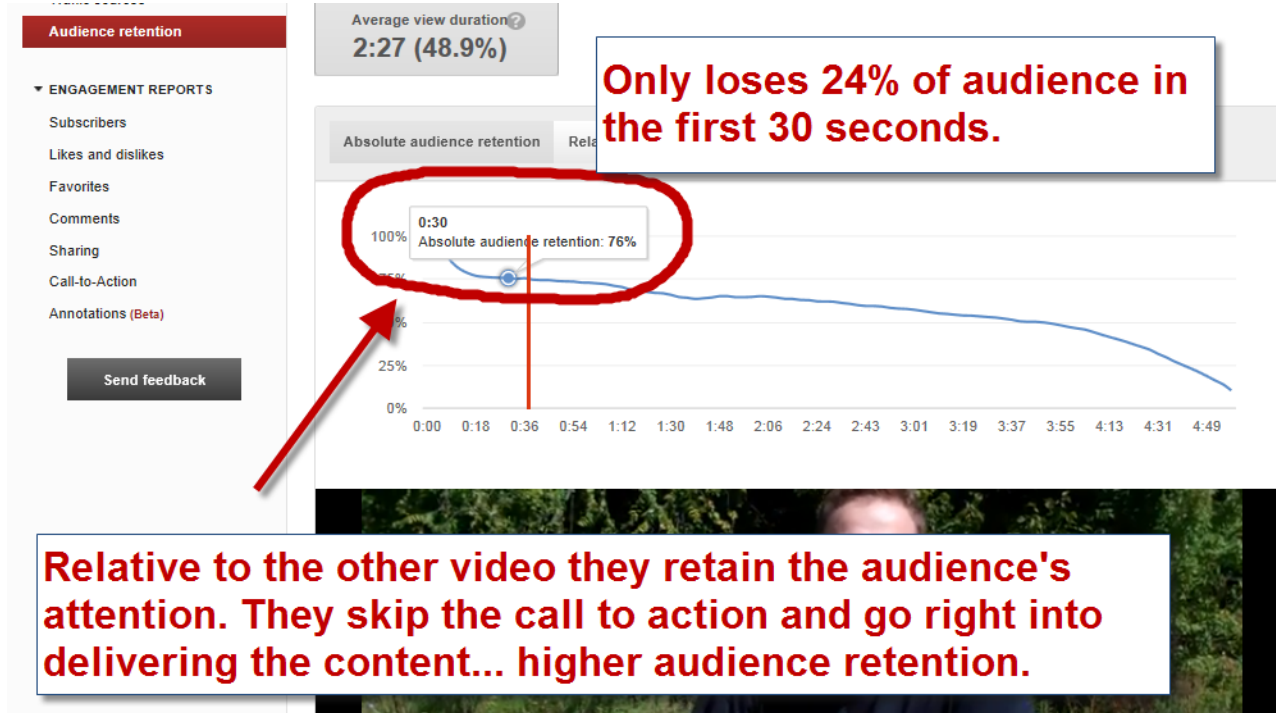 Audience retention
ENGAGEMENT REPORTS
Subscribers
Likes and dislikes
Favorites
Comments
Sharing
Call-to-Action
Annotations (Beta)
Send feedback
Average view duration ?
2:27 (48.9%)
Only loses 24% of audience in
the first 30 seconds.
Absolute audience retention
0:30
Absolute audience retention: 76%
100%
25%
0%
0:00 0:18 0:36 0:54 1:12 1:30 1:48 2:06 2:24 2:43 3:01 3:19 3:37 3:55 4:13 4:31 4:49
Relative to the other video they retain the audience's
attention. They skip the call to action and go right into
delivering the content... higher audience retention.